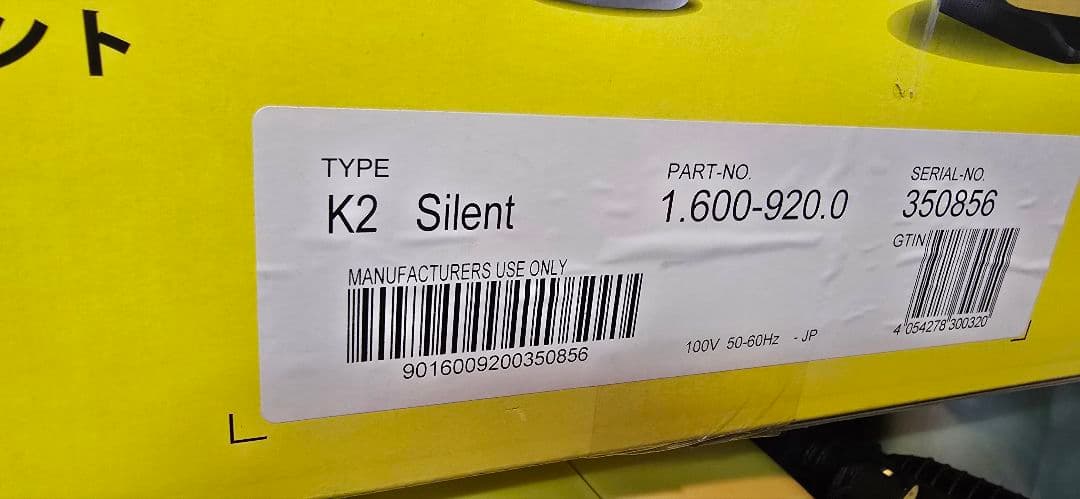 ント
TYPE
K2 Silent
PART-NO.
1.600-920.0
SERIAL-NO.
350856
GTIN
MANUFACTURERS USE ONLY
9016009200350856
100V 50-60Hz - JP
4 054278 300320